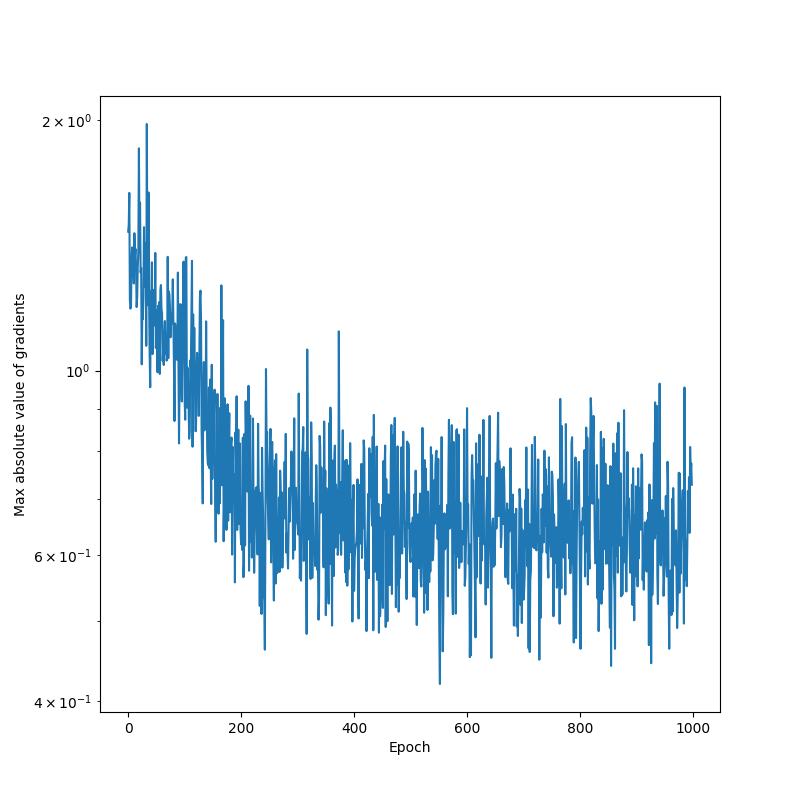 Max absolute value of gradients
2 × 10⁰
10⁰
6 × 10⁻¹
4 × 10⁻¹
0 200 400 600 800 1000
Epoch